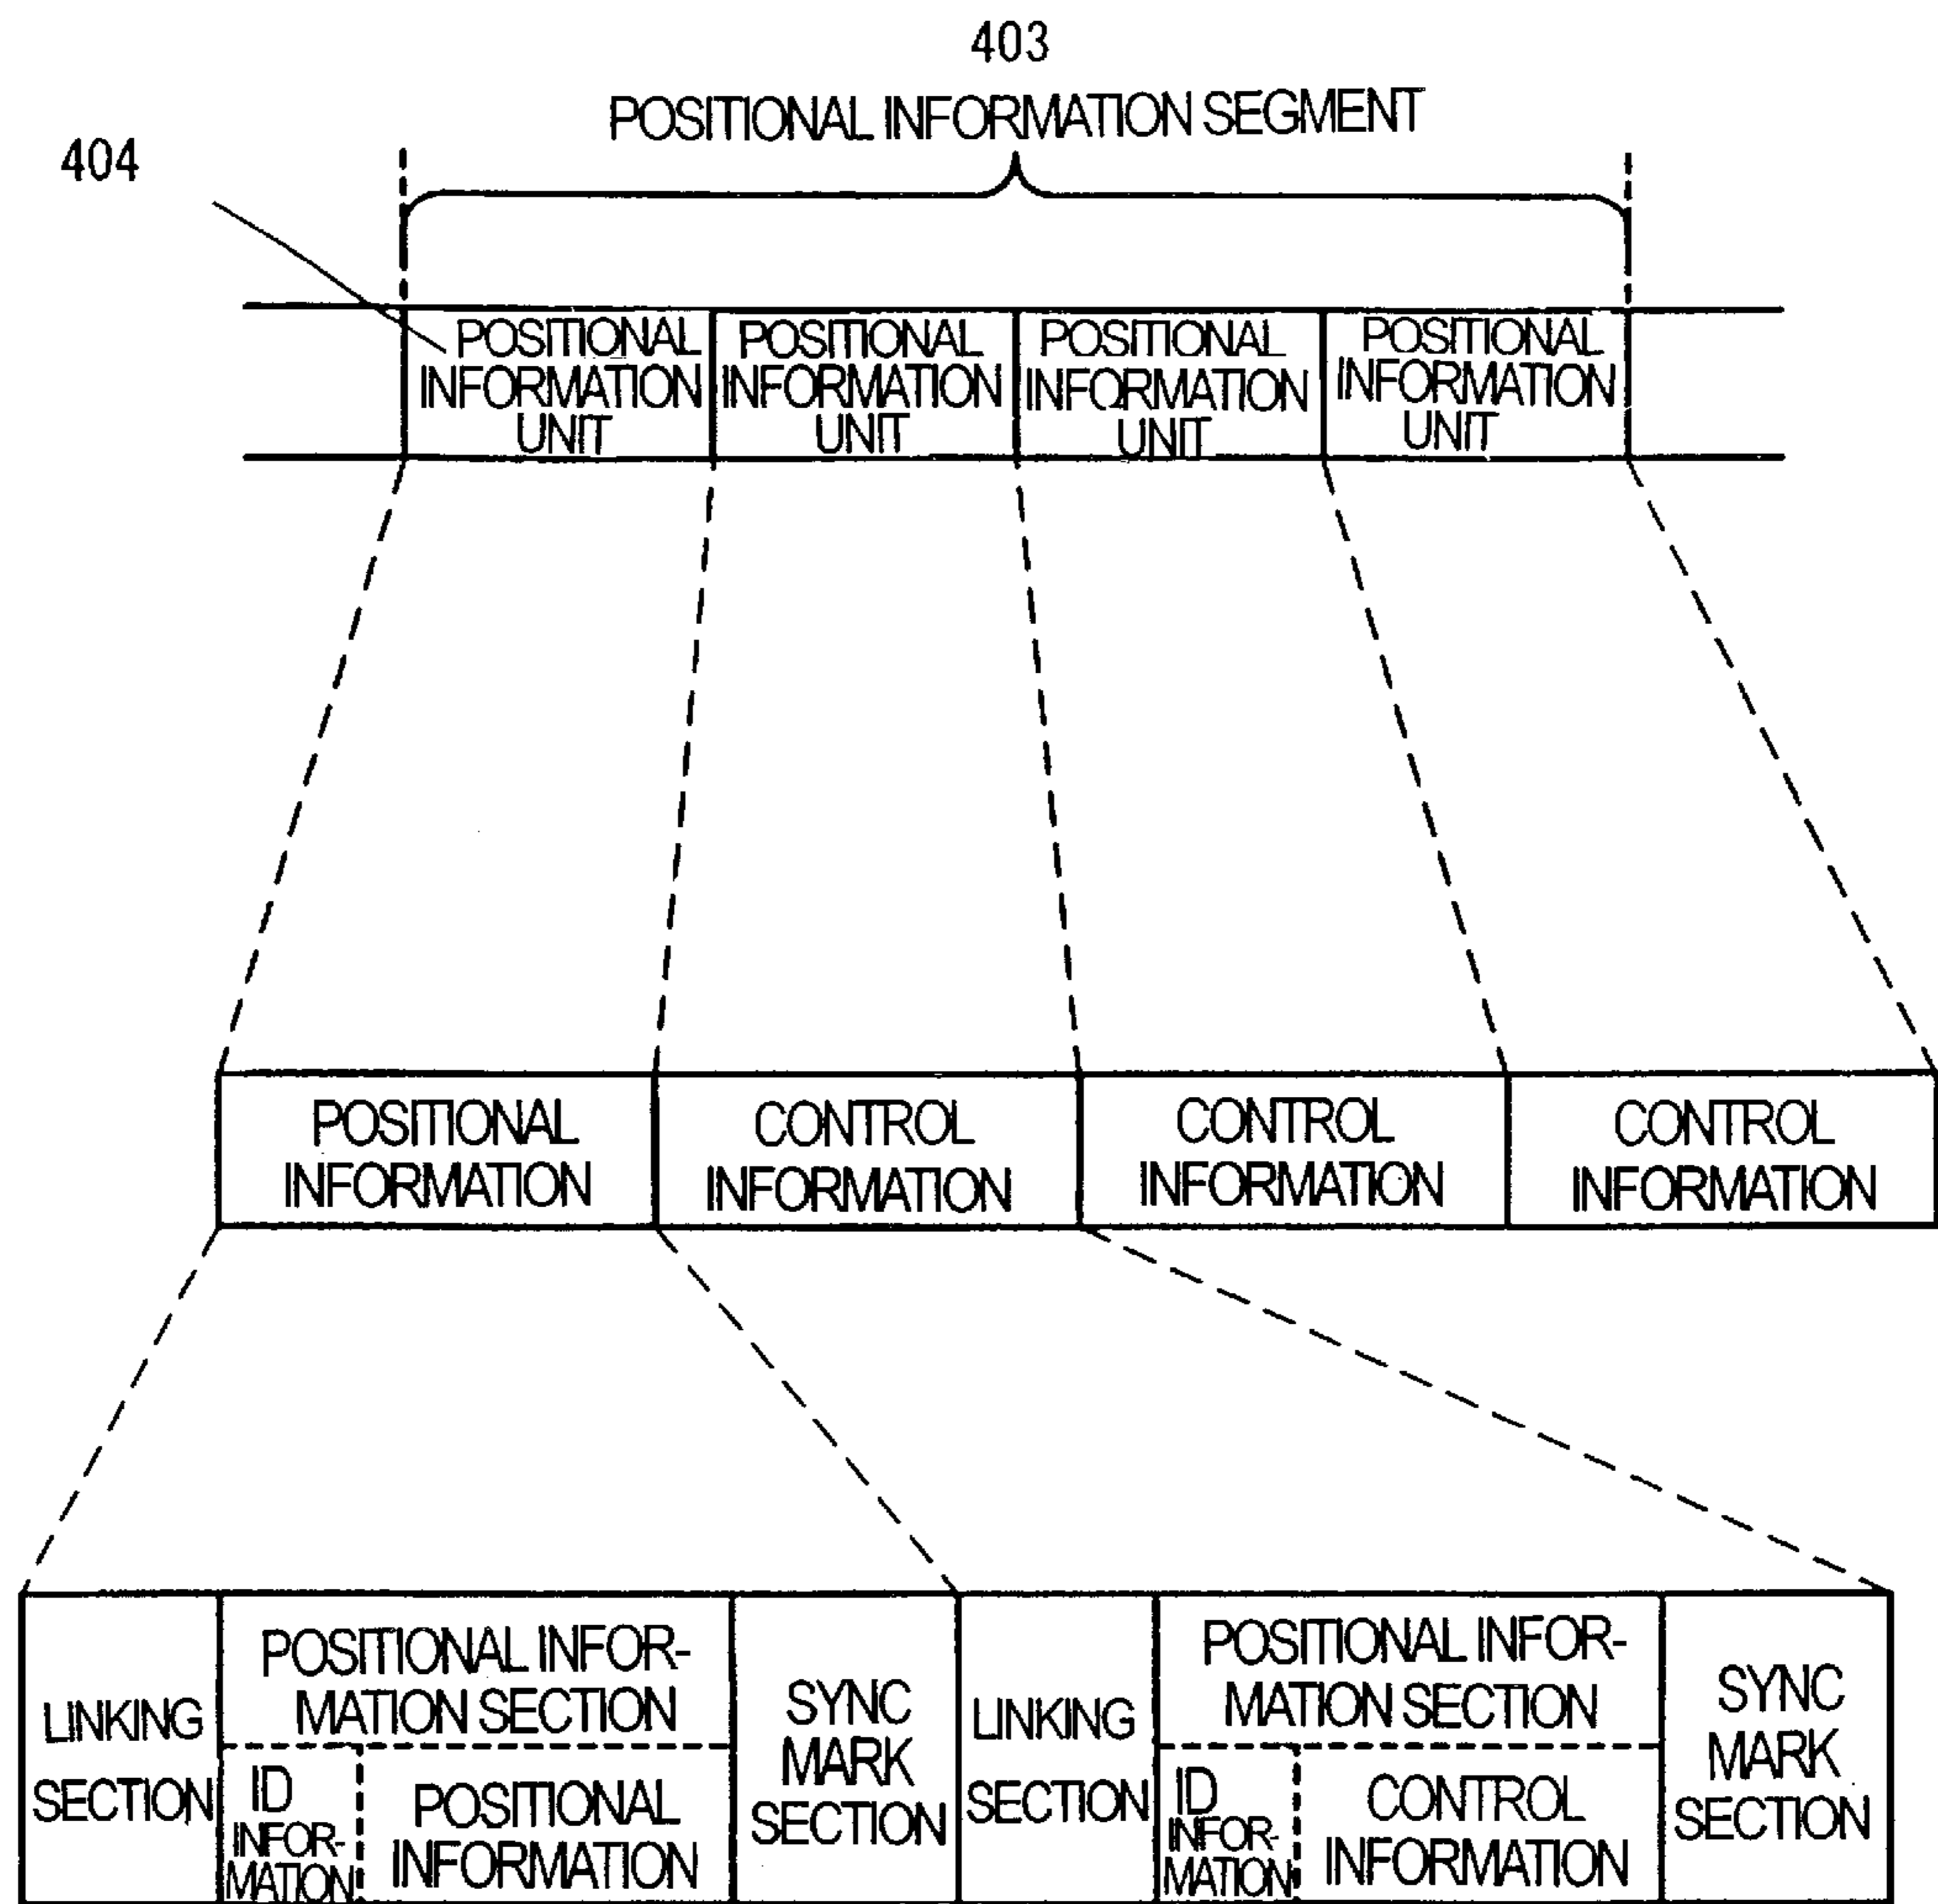 403
POSITIONAL INFORMATION SEGMENT
404
POSITIONAL
INFORMATION
UNIT
POSITIONAL
INFORMATION
UNIT
POSITIONAL
INFORMATION
UNIT
POSITIONAL
INFORMATION
UNIT
POSITIONAL
INFORMATION
CONTROL
INFORMATION
CONTROL
INFORMATION
CONTROL
INFORMATION
LINKING
SECTION
POSITIONAL INFOR-
MATION SECTION
ID
INFOR-
MATION
POSITIONAL
INFORMATION
SYNC
MARK
SECTION
LINKING
SECTION
POSITIONAL INFOR-
MATION SECTION
ID
INFOR-
MATION
CONTROL
INFORMATION
SYNC
MARK
SECTION